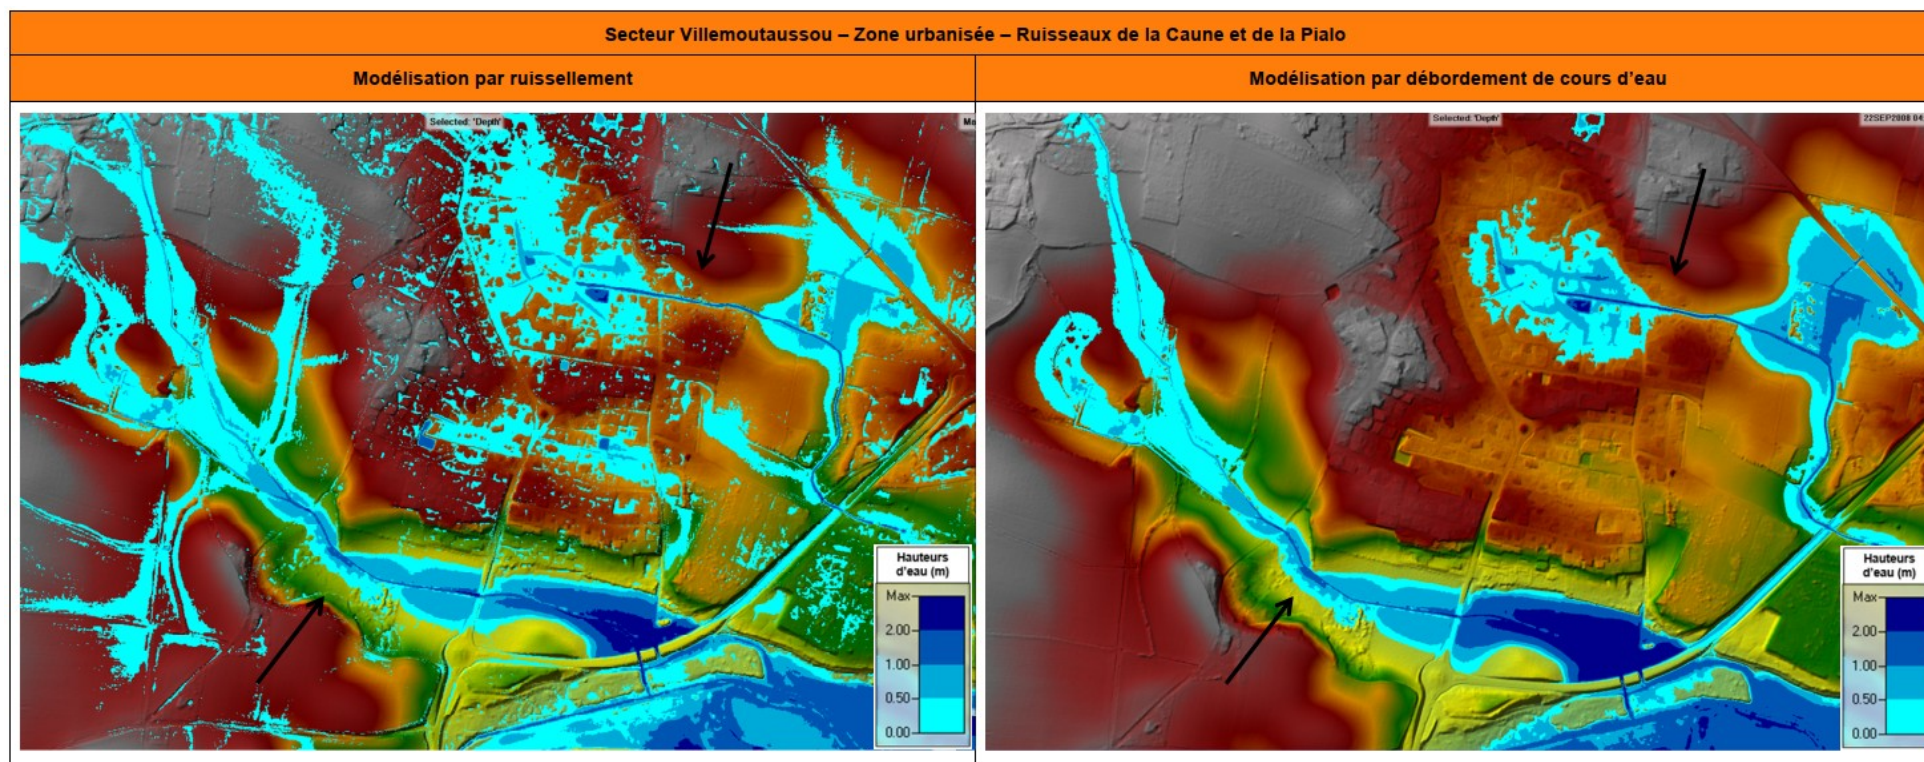 Secteur Villemoutaussou – Zone urbanisée – Ruisseaux de la Caune et de la Pialo
Modélisation par ruissellement
Modélisation par débordement de cours d'eau
Selected: 'Depth'
Selected: 'Depth'
22SEP2008 04
Hauteurs
d'eau (m)
Max
2.00
1.00
0.50
0.00
Hauteurs
d'eau (m)
Max
2.00
1.00
0.50
0.00